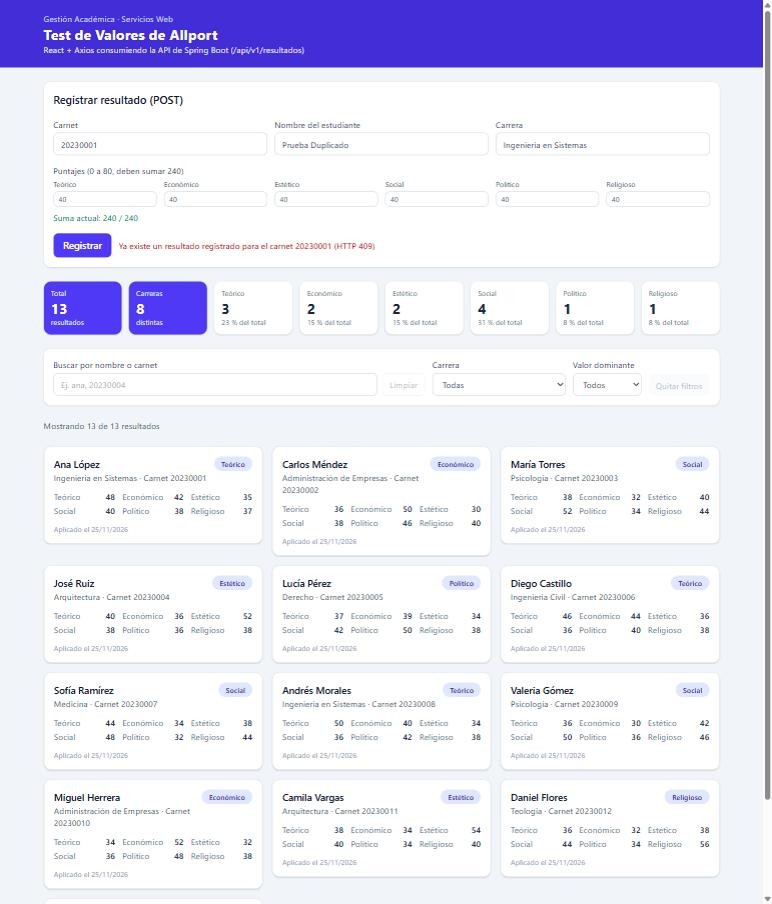 Gestión Académica · Servicios Web
Test de Valores de Allport
React + Axios consumiendo la API de Spring Boot (/api/v1/resultados)
Registrar resultado (POST)
Carnet Nombre del estudiante Carrera
20230001 Prueba Duplicado Ingenieria en Sistemas
Puntajes (0 a 80, deben sumar 240)
Teórico Económico Estético Social Político Religioso
40 40 40 40 40 40
Suma actual: 240 / 240
Registrar Ya existe un resultado registrado para el carnet 20230001 (HTTP 409)
Total Carreras Teórico Económico Estético Social Político Religioso
13 8 3 2 2 4 1 1
resultados distintas 23 % del total 15 % del total 15 % del total 31 % del total 8 % del total 8 % del total
Buscar por nombre o carnet Carrera Valor dominante
Ej. ana, 20230004 Limpiar Todas Todos Quitar filtros
Mostrando 13 de 13 resultados
Ana López Teórico
Ingenieria en Sistemas · Carnet 20230001
Teórico 48 Económico 42 Estético 35
Social 40 Político 38 Religioso 37
Aplicado el 25/11/2026
Carlos Méndez Económico
Administración de Empresas · Carnet
20230002
Teórico 36 Económico 50 Estético 30
Social 38 Político 46 Religioso 40
Aplicado el 25/11/2026
María Torres Social
Psicología · Carnet 20230003
Teórico 38 Económico 32 Estético 40
Social 52 Político 34 Religioso 44
Aplicado el 25/11/2026
José Ruiz Estético
Arquitectura · Carnet 20230004
Teórico 40 Económico 36 Estético 52
Social 38 Político 36 Religioso 38
Aplicado el 25/11/2026
Lucía Pérez Político
Derecho · Carnet 20230005
Teórico 37 Económico 39 Estético 34
Social 42 Político 50 Religioso 38
Aplicado el 25/11/2026
Diego Castillo Teórico
Ingenieria Civil · Carnet 20230006
Teórico 46 Económico 44 Estético 36
Social 36 Político 40 Religioso 38
Aplicado el 25/11/2026
Sofía Ramírez Social
Medicina · Carnet 20230007
Teórico 44 Económico 34 Estético 38
Social 48 Político 32 Religioso 44
Aplicado el 25/11/2026
Andrés Morales Teórico
Ingenieria en Sistemas · Carnet 20230008
Teórico 50 Económico 40 Estético 34
Social 36 Político 42 Religioso 38
Aplicado el 25/11/2026
Valeria Gómez Social
Psicología · Carnet 20230009
Teórico 36 Económico 30 Estético 42
Social 50 Político 36 Religioso 46
Aplicado el 25/11/2026
Miguel Herrera Económico
Administración de Empresas · Carnet
20230010
Teórico 34 Económico 52 Estético 32
Social 36 Político 48 Religioso 38
Aplicado el 25/11/2026
Camila Vargas Estético
Arquitectura · Carnet 20230011
Teórico 38 Económico 34 Estético 54
Social 40 Político 34 Religioso 40
Aplicado el 25/11/2026
Daniel Flores Religioso
Teología · Carnet 20230012
Teórico 36 Económico 32 Estético 38
Social 44 Político 34 Religioso 56
Aplicado el 25/11/2026